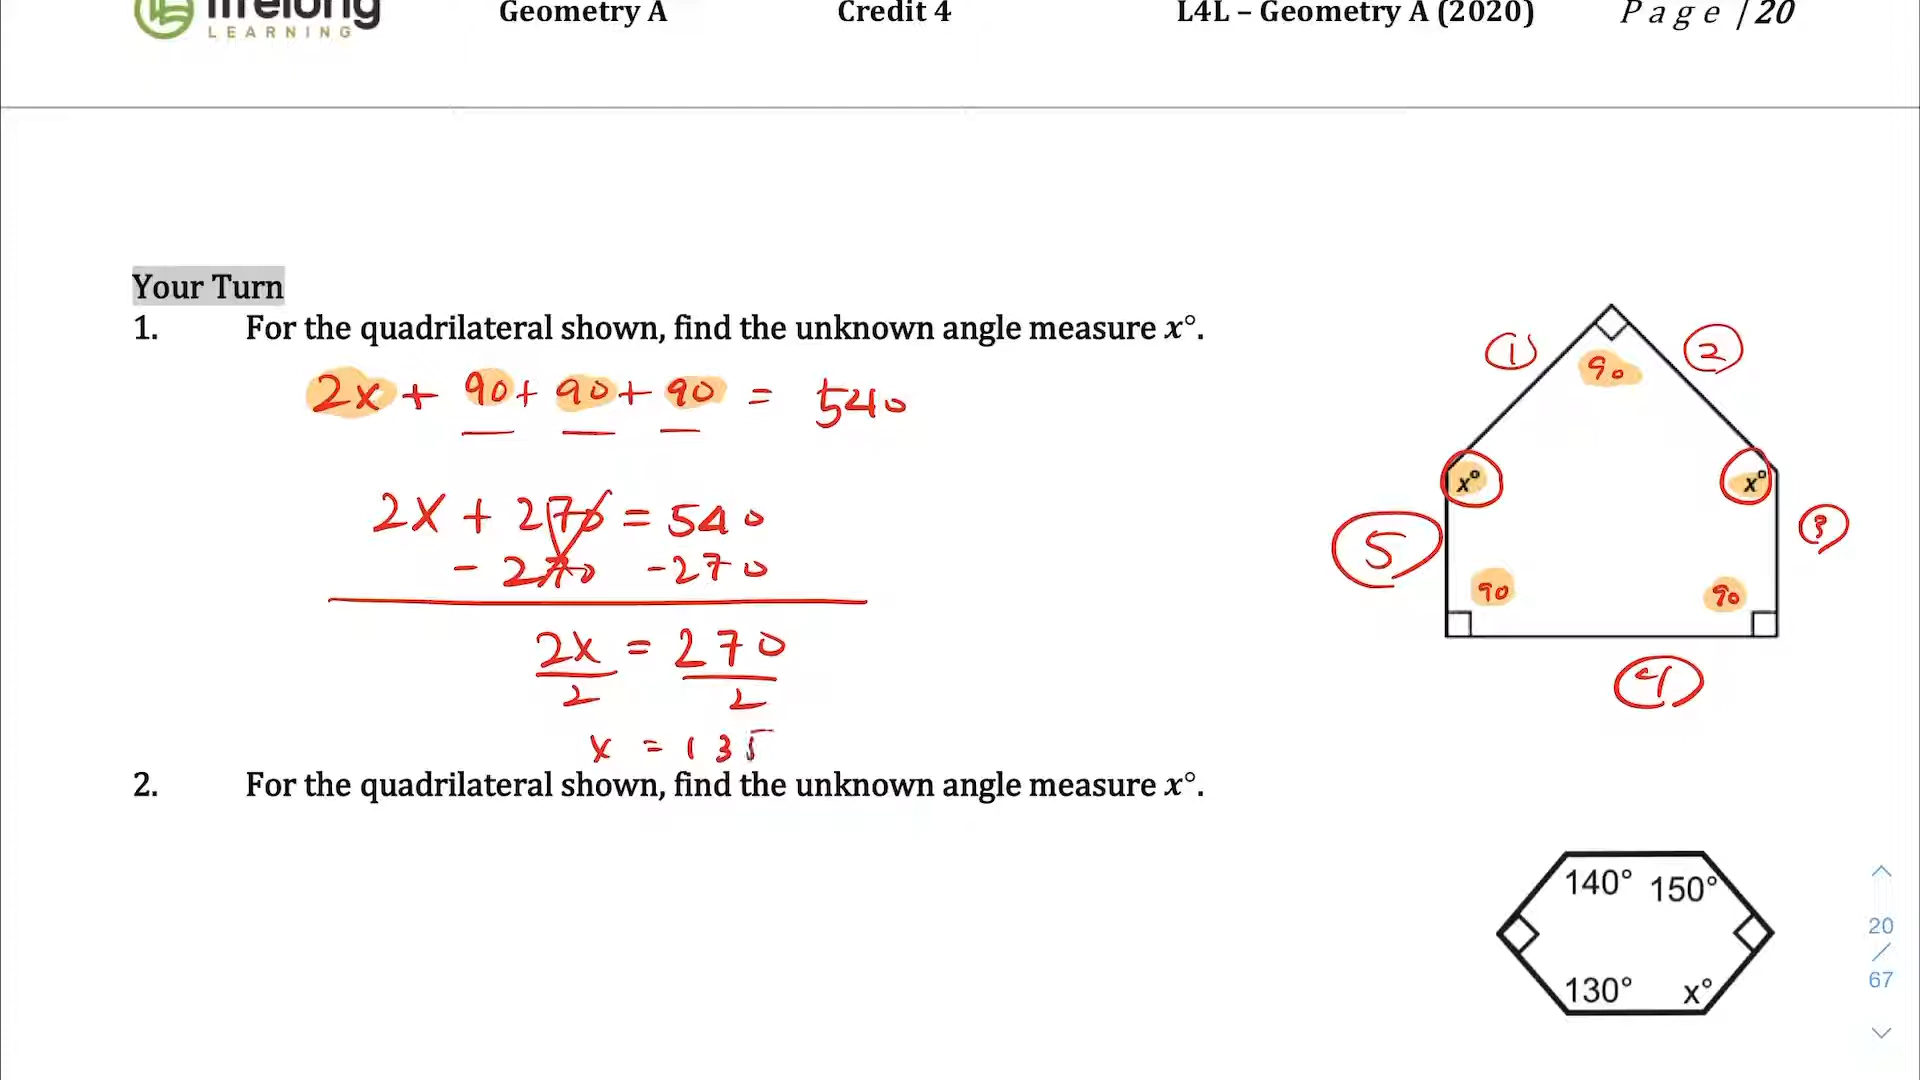 lifelong Geometry A Credit 4 L4L – Geometry A (2020) Page | 20
LEARNING
Your Turn
1. For the quadrilateral shown, find the unknown angle measure x°.
2x + 90 + 90 + 90 = 540
2x + 270 = 540
- 270 -270
2x = 270
2 2
x = 135
1 2
90
x° x°
5 3
90 90
4
2. For the quadrilateral shown, find the unknown angle measure x°.
140° 150°
130° x°
20
/
67